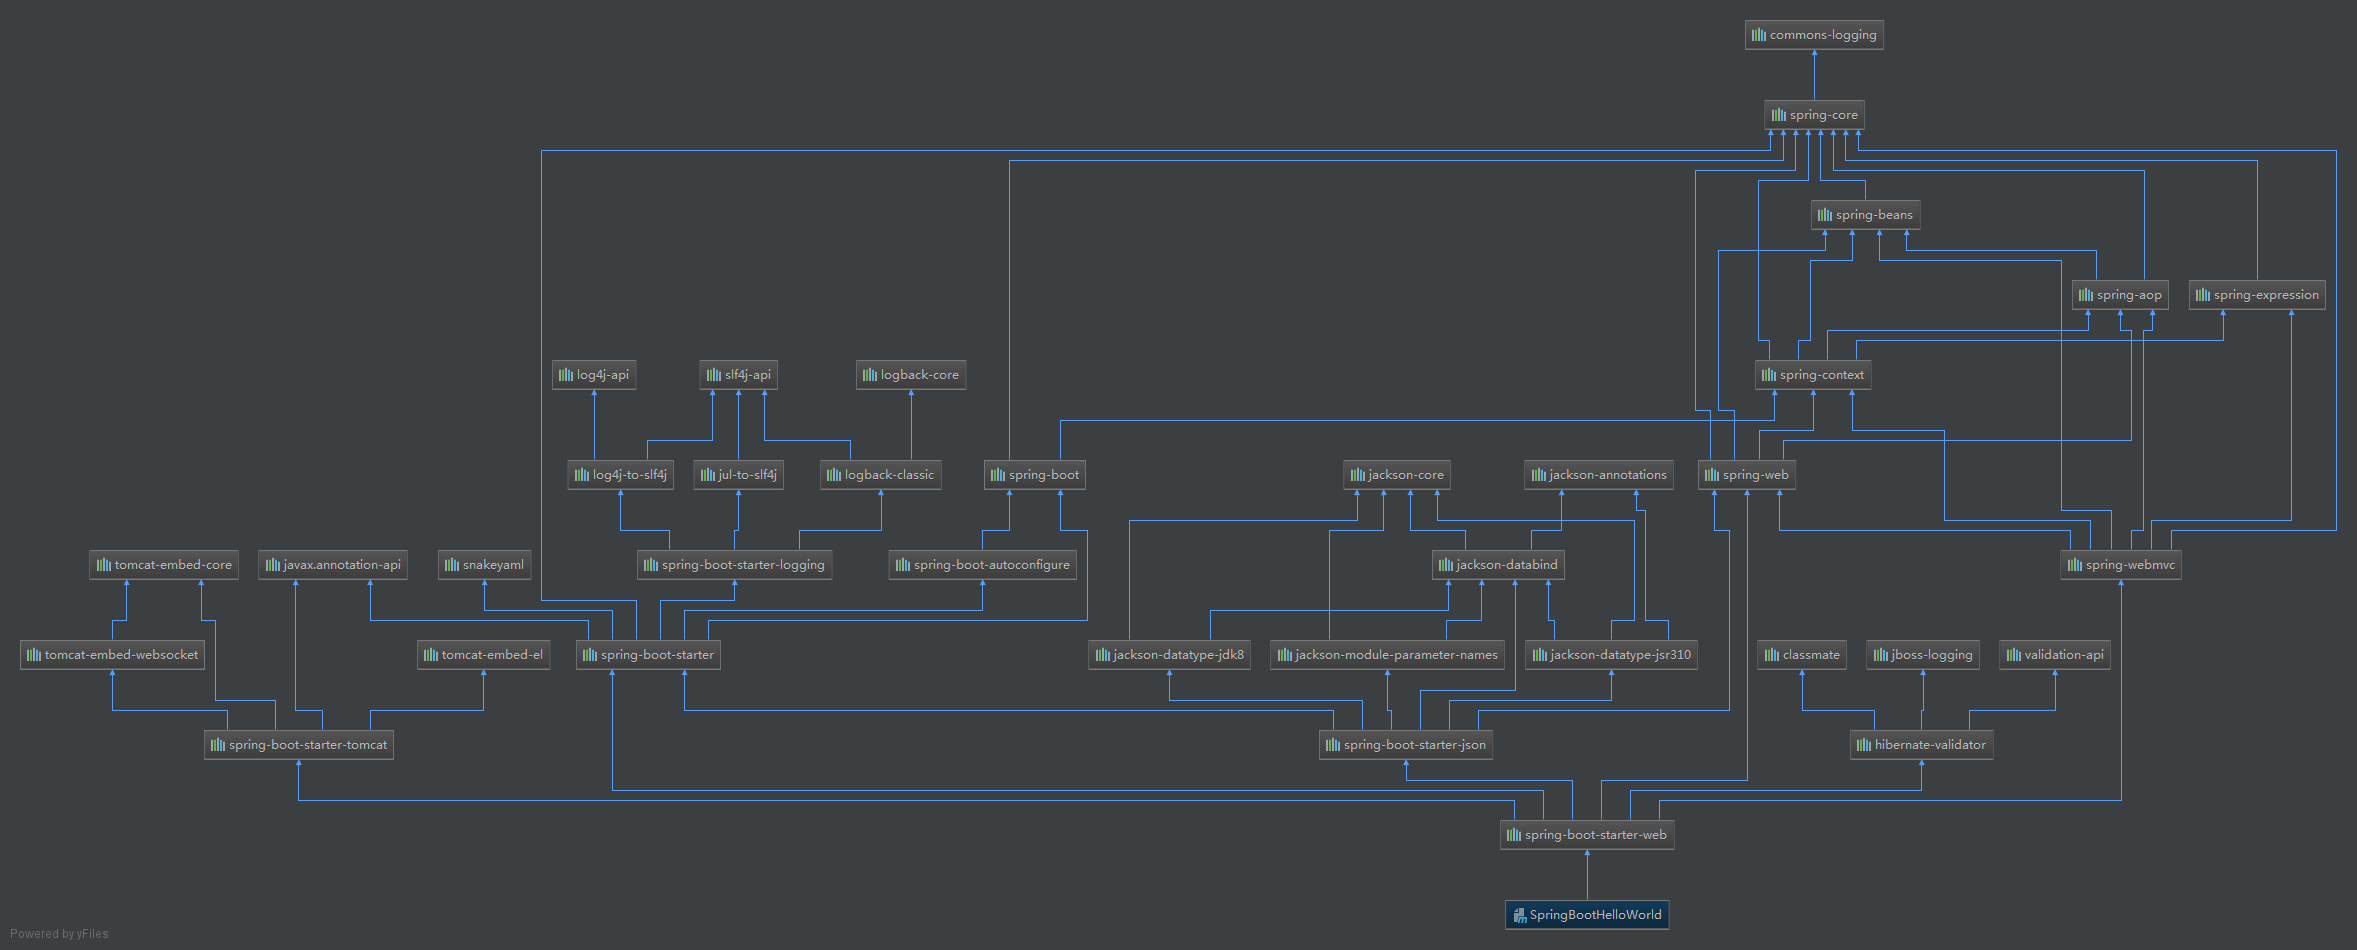 commons-logging
spring-core
spring-beans
spring-aop
spring-expression
log4j-api
slf4j-api
logback-core
spring-context
log4j-to-slf4j
jul-to-slf4j
logback-classic
spring-boot
jackson-core
jackson-annotations
spring-web
tomcat-embed-core
javax.annotation-api
snakeyaml
spring-boot-starter-logging
spring-boot-autoconfigure
jackson-databind
spring-webmvc
tomcat-embed-websocket
tomcat-embed-el
spring-boot-starter
jackson-datatype-jdk8
jackson-module-parameter-names
jackson-datatype-jsr310
classmate
jboss-logging
validation-api
spring-boot-starter-tomcat
spring-boot-starter-json
hibernate-validator
spring-boot-starter-web
SpringBootHelloWorld
Powered by yFiles